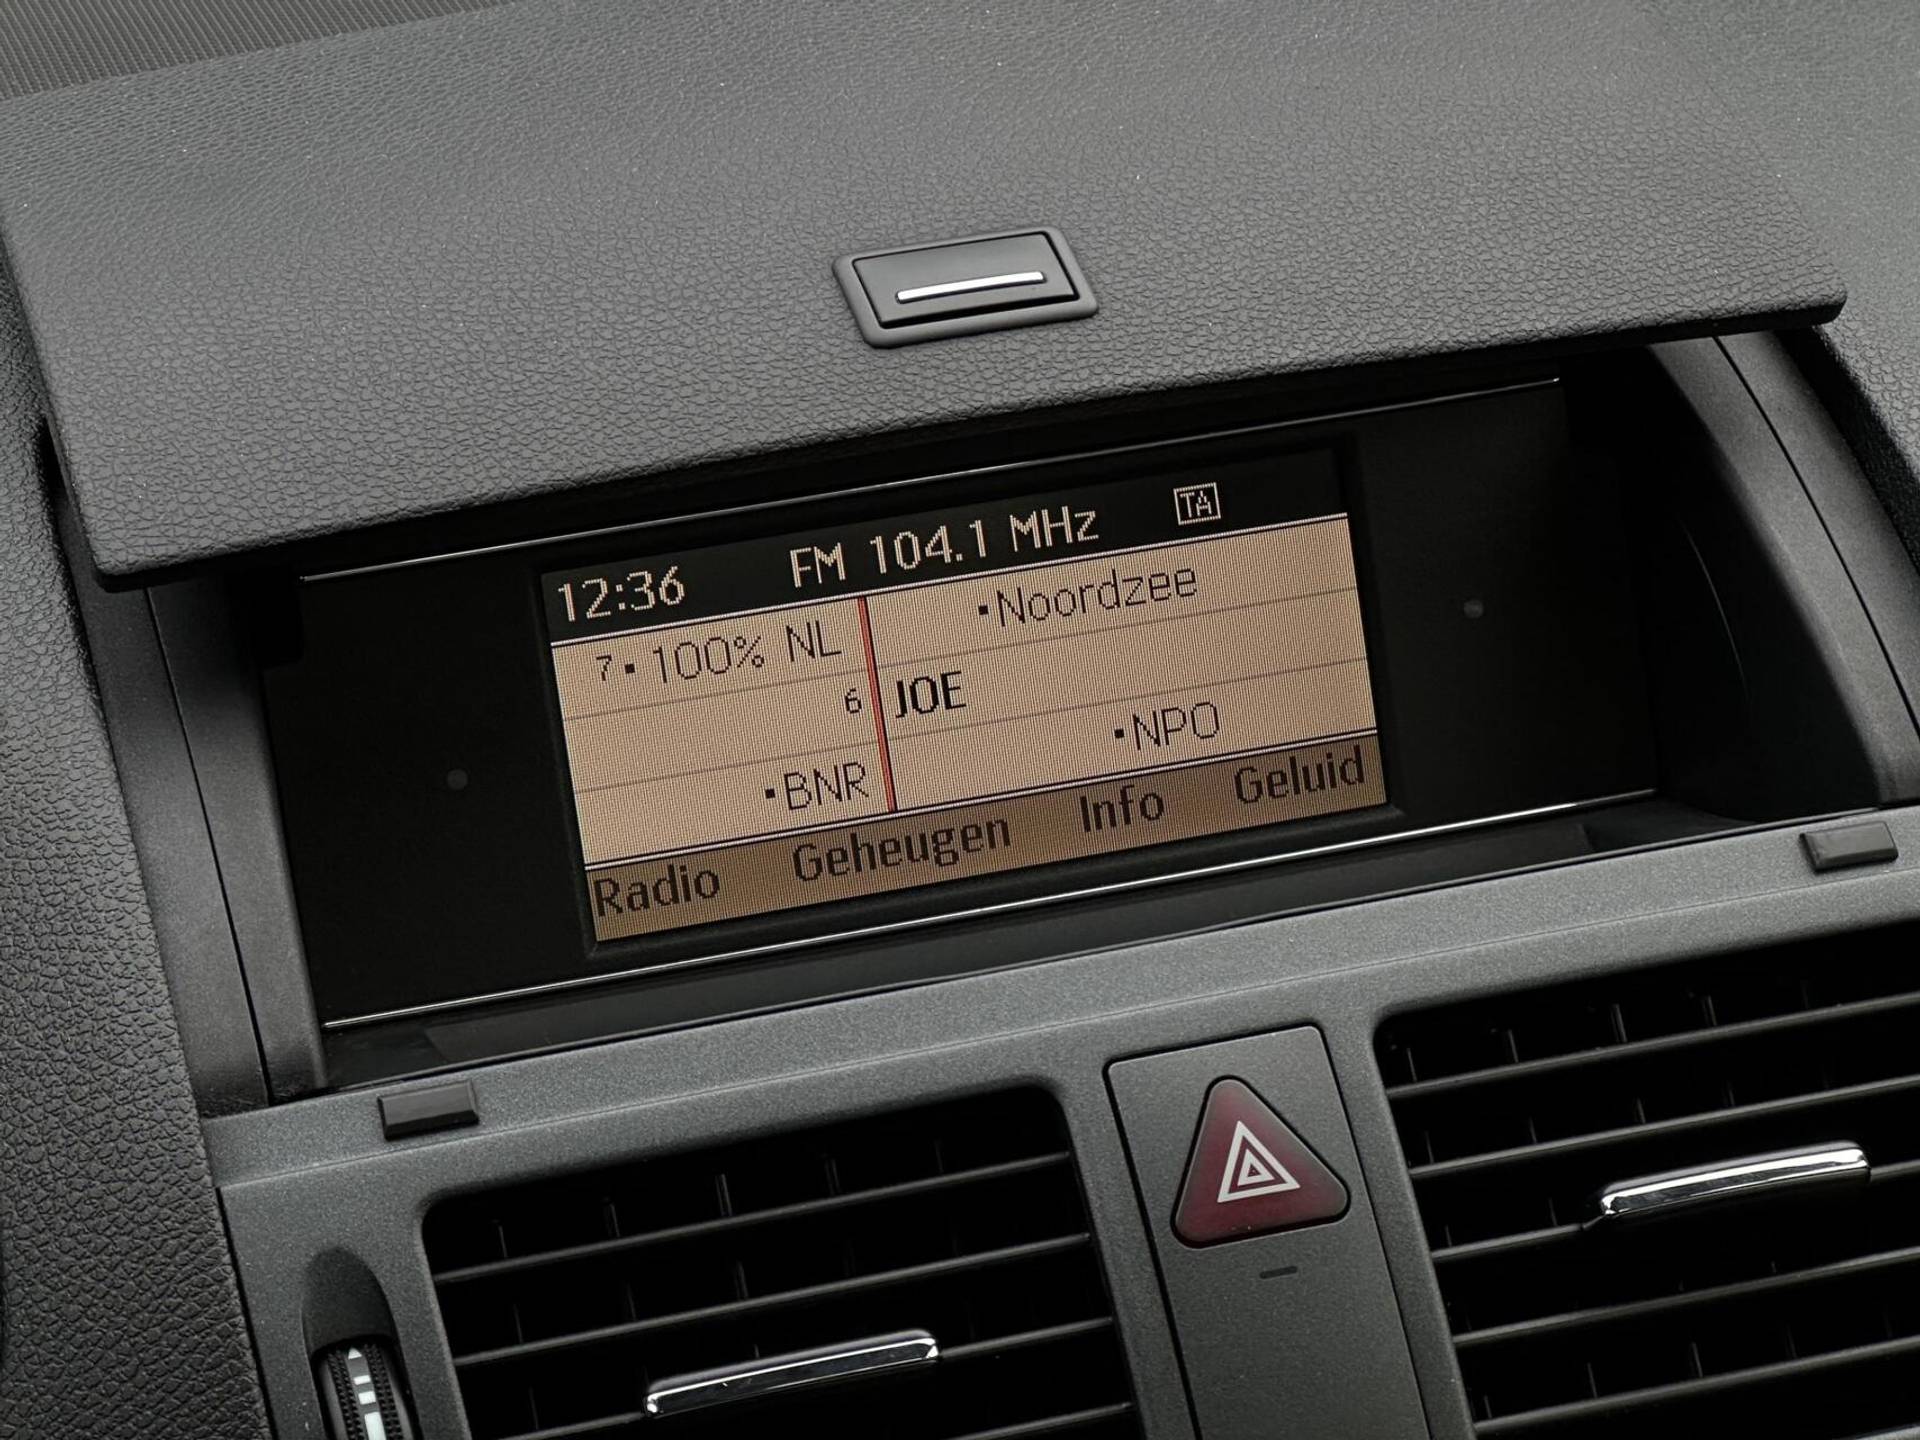 12:36 FM 104.1 MHz TA
7 ▪ 100% NL ▪Noordzee
6 JOE
▪BNR ▪NPO
Radio Geheugen Info Geluid